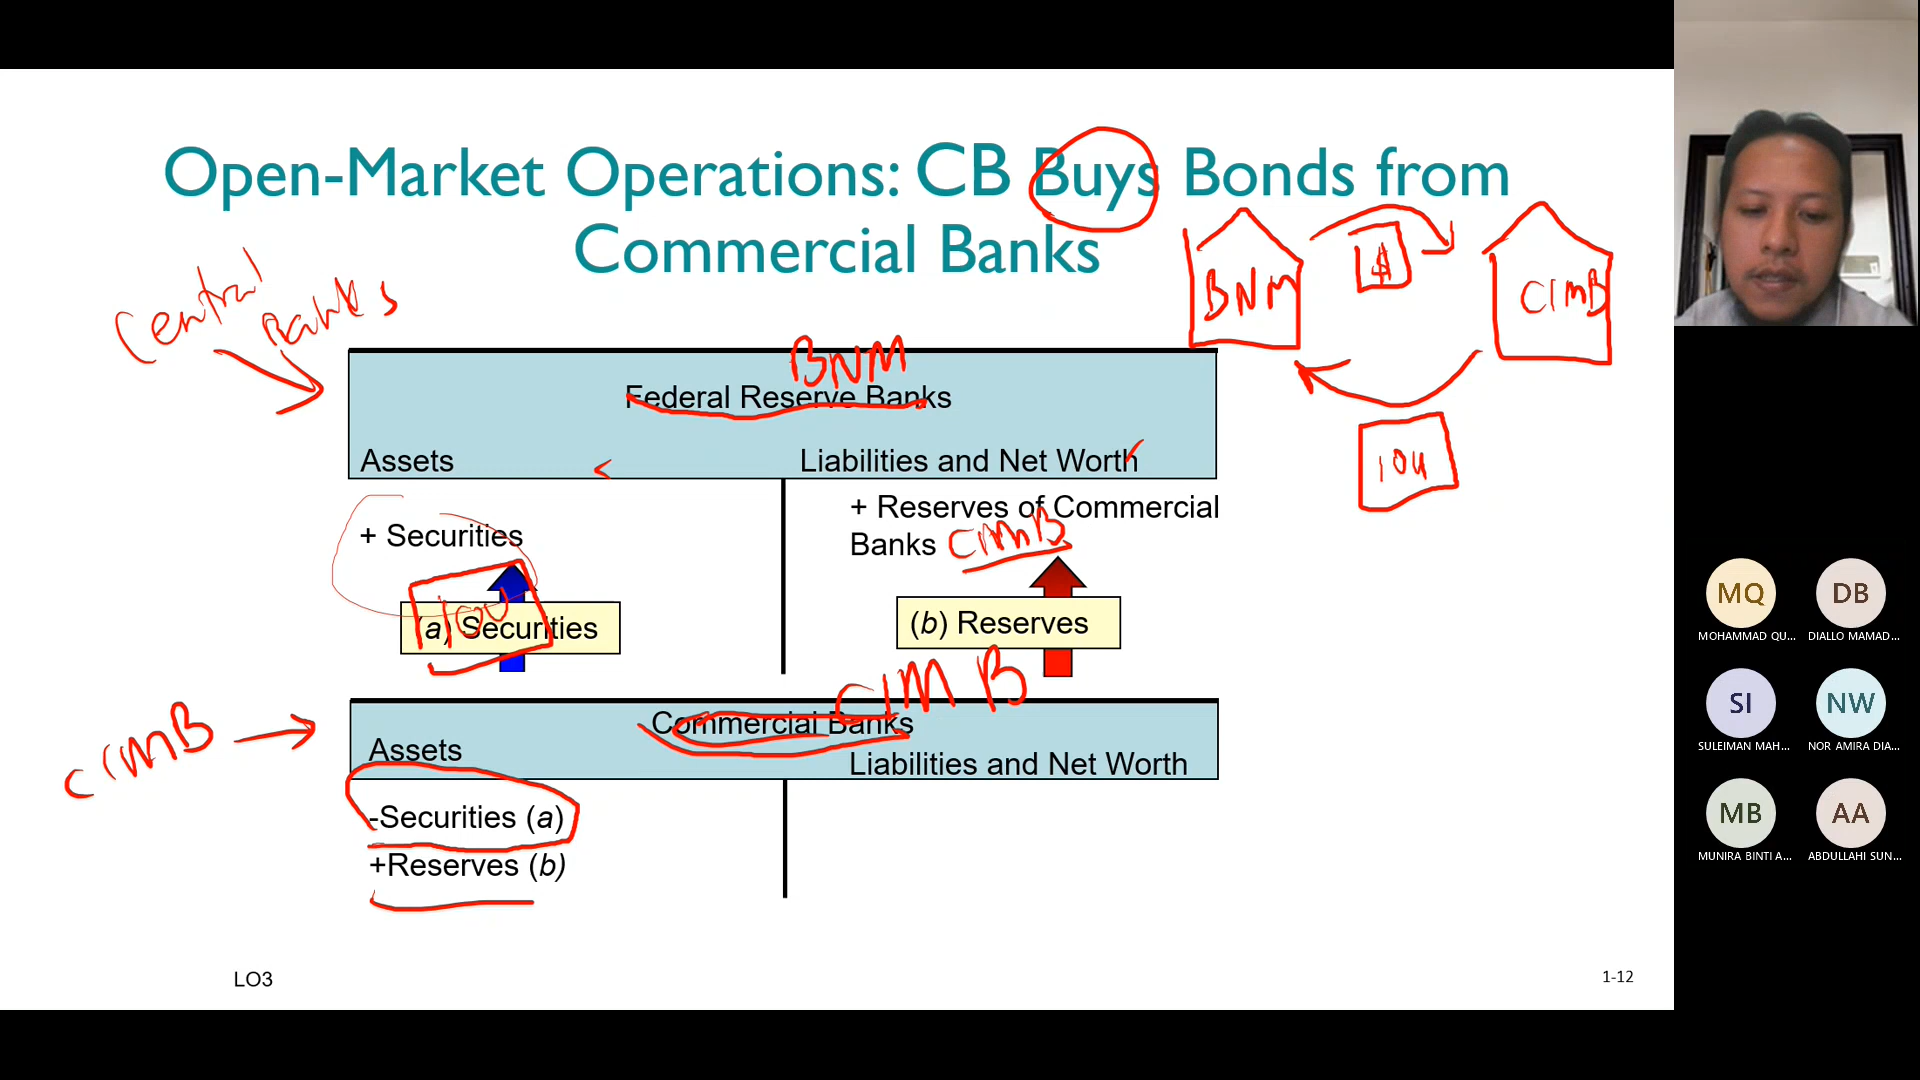 Open-Market Operations: CB Buys Bonds from
Commercial Banks
Central
Banks
BNM
$
CIMB
IOU
BNM
Federal Reserve Banks
Assets
Liabilities and Net Worth
+ Securities
+ Reserves of Commercial
Banks CIMB
IOU
(a) Securities
(b) Reserves
CIMB
CIMB
Commercial Banks
Assets
Liabilities and Net Worth
-Securities (a)
+Reserves (b)
LO3
1-12
MQ
MOHAMMAD QU...
DB
DIALLO MAMAD...
SI
SULEIMAN MAH...
NW
NOR AMIRA DIA...
MB
MUNIRA BINTI A...
AA
ABDULLAHI SUN...